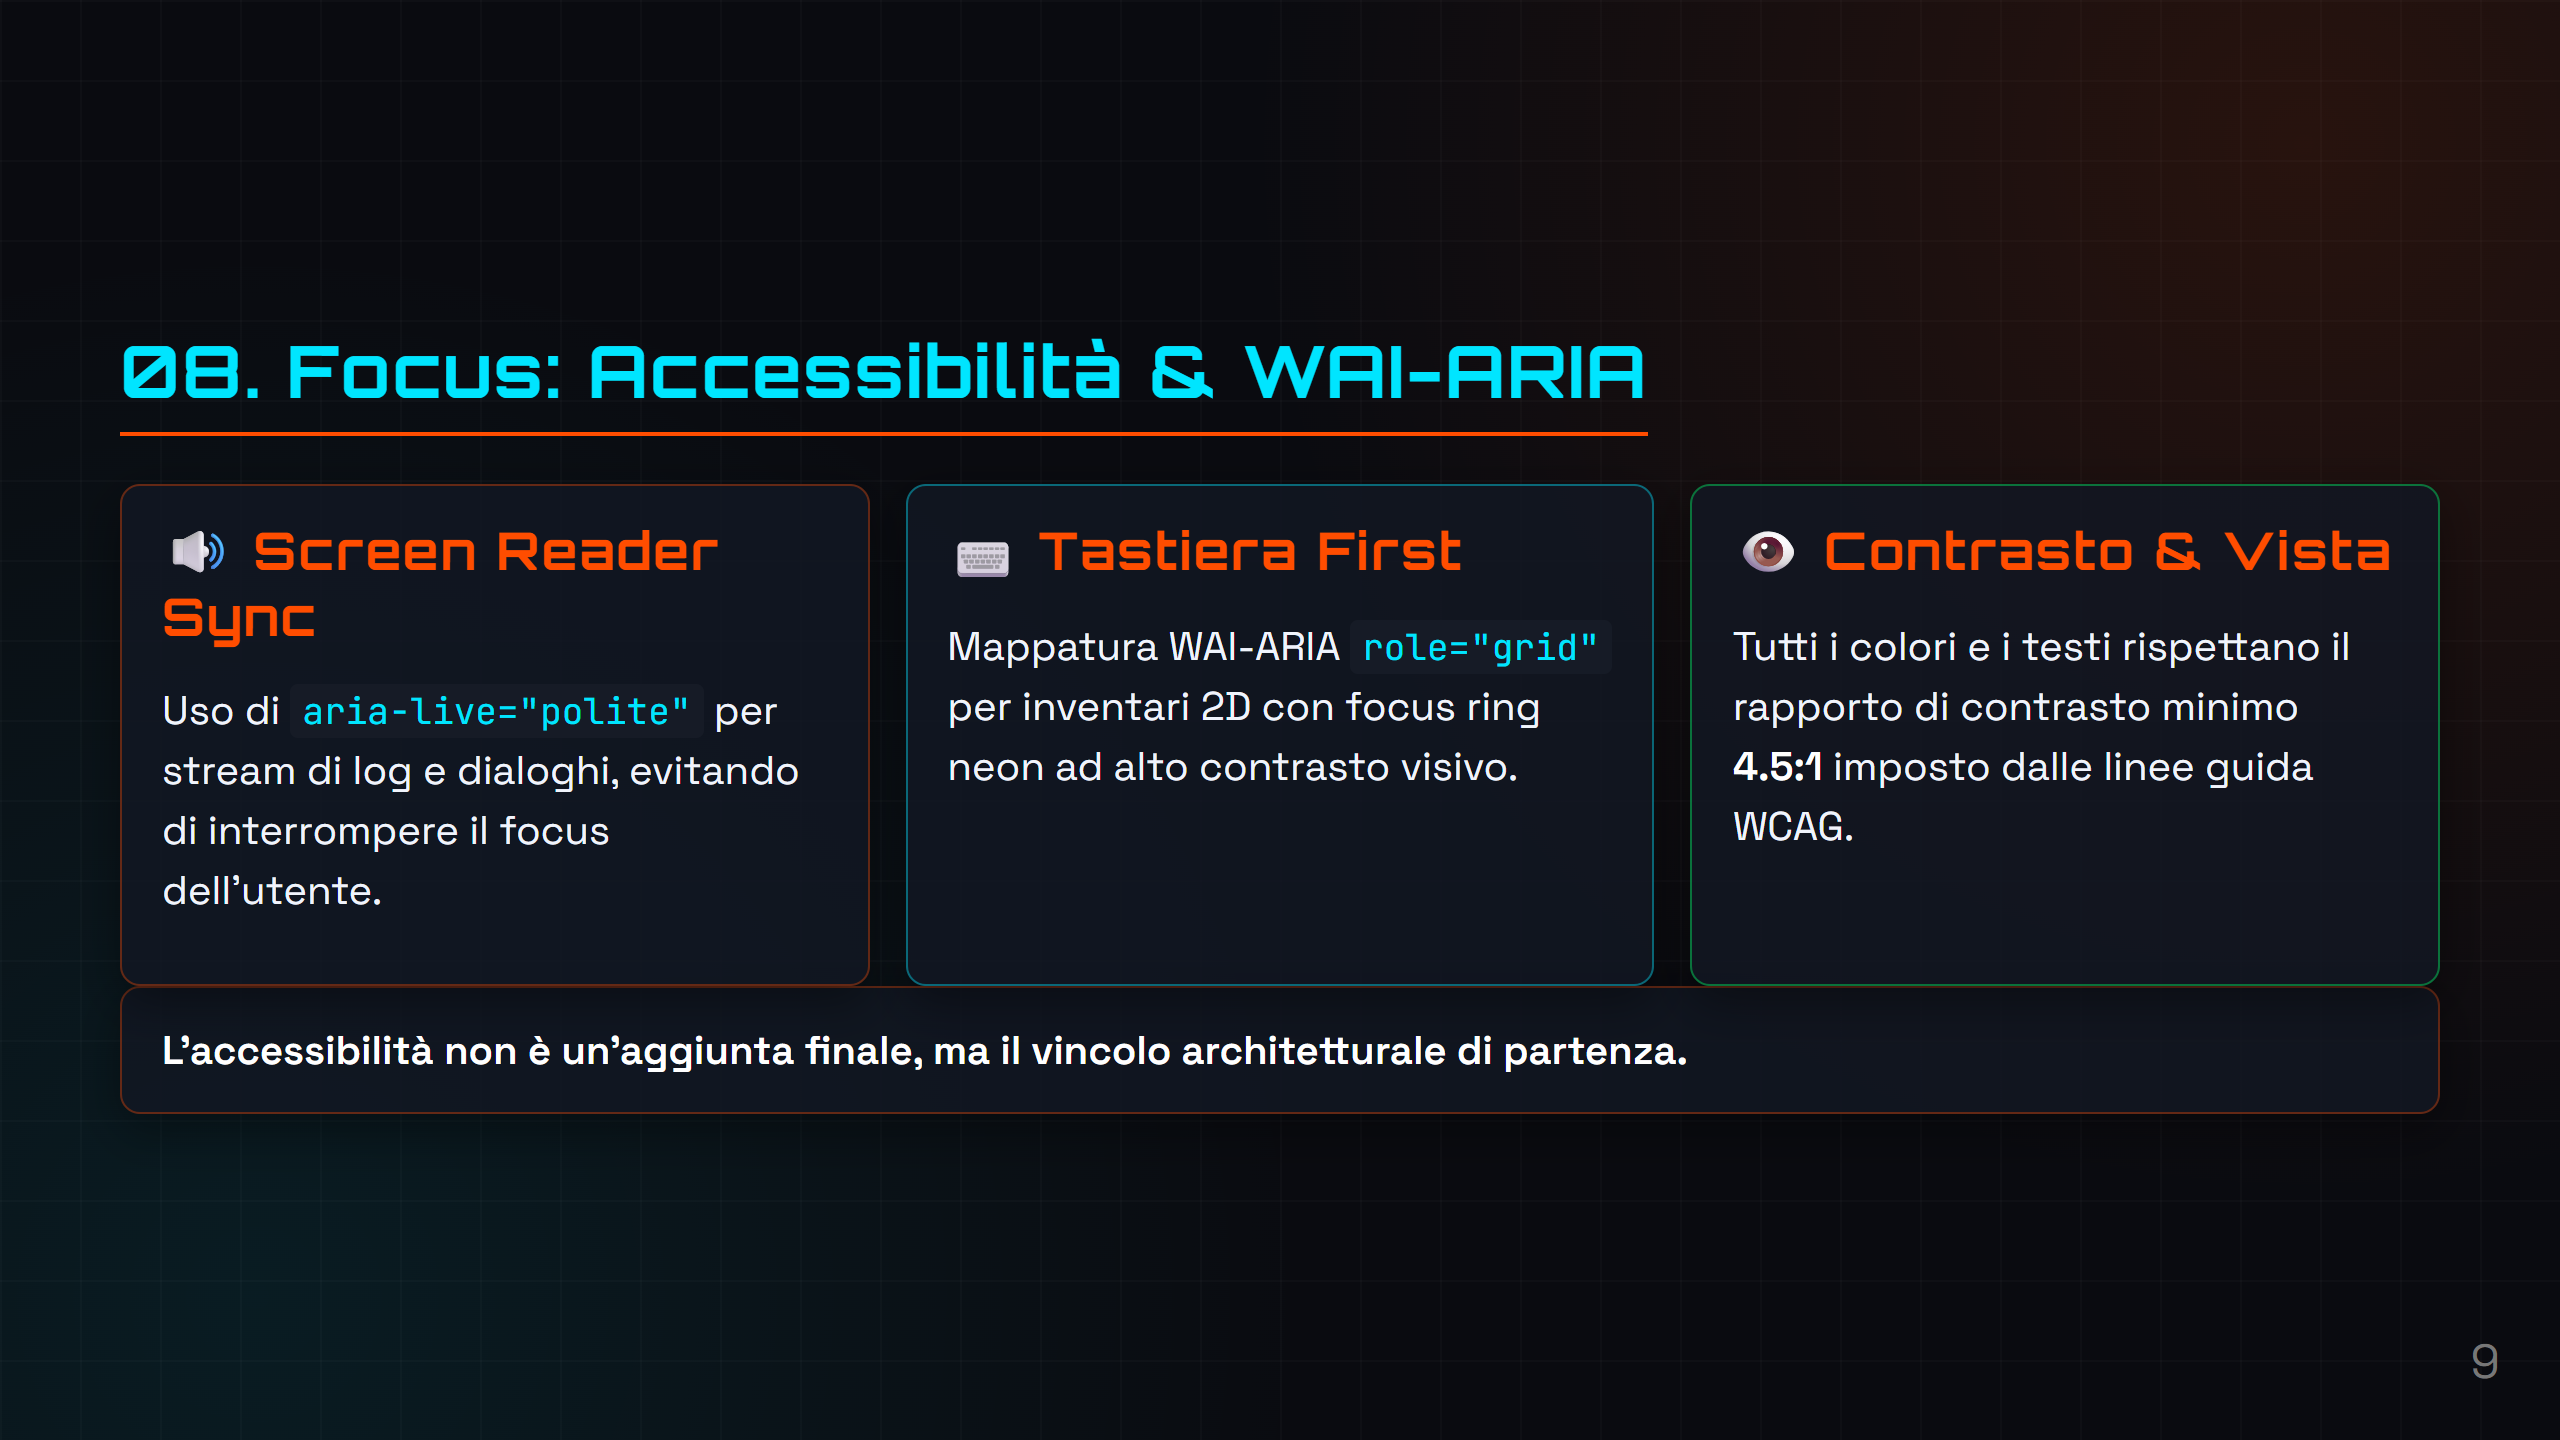 08. Focus: Accessibilità & WAI-ARIA
Screen Reader
Sync
Uso di aria-live="polite" per
stream di log e dialoghi, evitando
di interrompere il focus
dell’utente.
Tastiera First
Mappatura WAI-ARIA role="grid"
per inventari 2D con focus ring
neon ad alto contrasto visivo.
Contrasto & Vista
Tutti i colori e i testi rispettano il
rapporto di contrasto minimo
4.5:1 imposto dalle linee guida
WCAG.
L’accessibilità non è un’aggiunta finale, ma il vincolo architetturale di partenza.
9